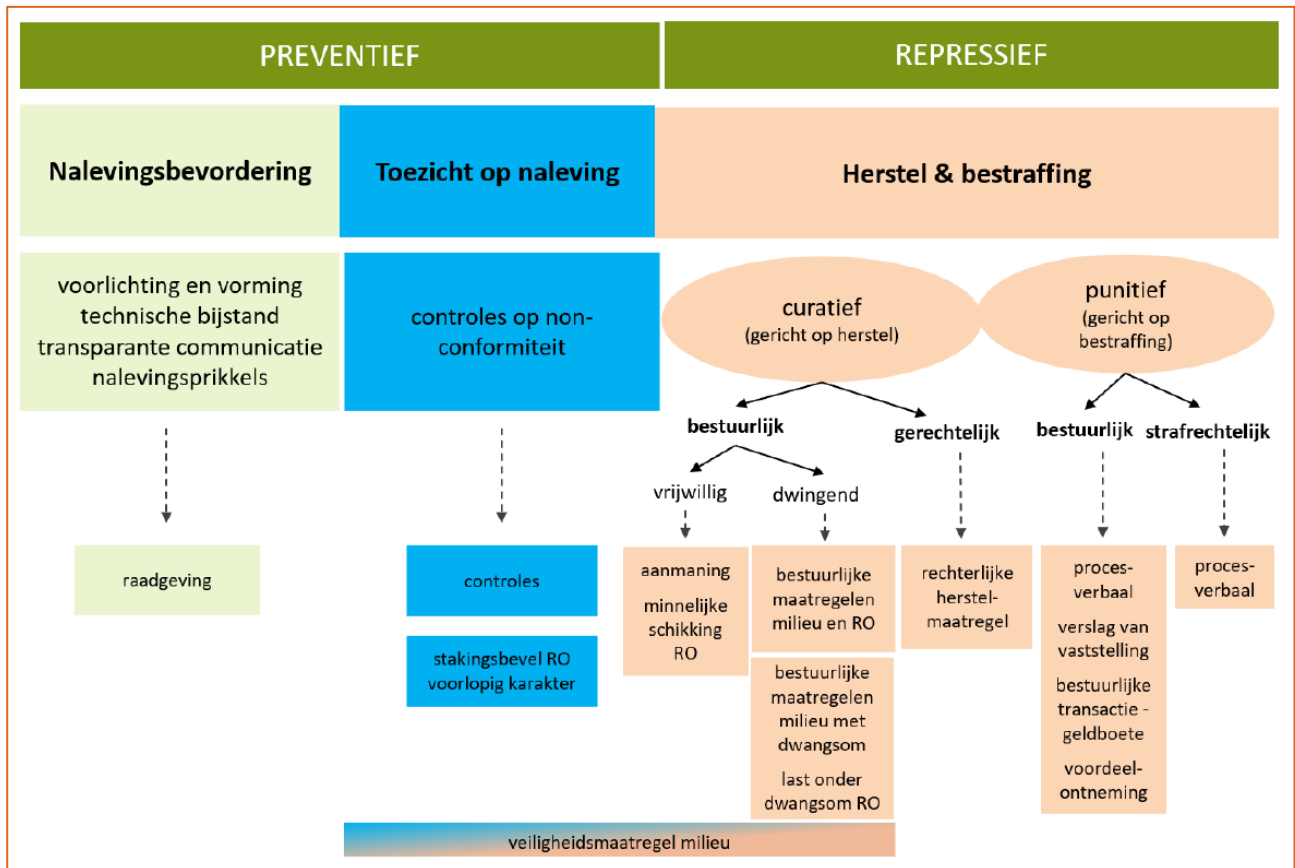 PREVENTIEF
REPRESSIEF
Nalevingsbevordering
Toezicht op naleving
Herstel & bestraffing
voorlichting en vorming
technische bijstand
transparante communicatie
nalevingsprikkels
controles op non-
conformiteit
curatief
(gericht op herstel)
punitief
(gericht op
bestraffing)
bestuurlijk
gerechtelijk
bestuurlijk
strafrechtelijk
vrijwillig
dwingend
raadgeving
controles
stakingsbevel RO
voorlopig karakter
aanmaning
minnelijke
schikking
RO
bestuurlijke
maatregelen
milieu en RO
bestuurlijke
maatregelen
milieu met
dwangsom
last onder
dwangsom RO
rechterlijke
herstel-
maatregel
proces-
verbaal
verslag van
vaststelling
bestuurlijke
transactie -
geldboete
voordeel-
ontneming
proces-
verbaal
veiligheidsmaatregel milieu